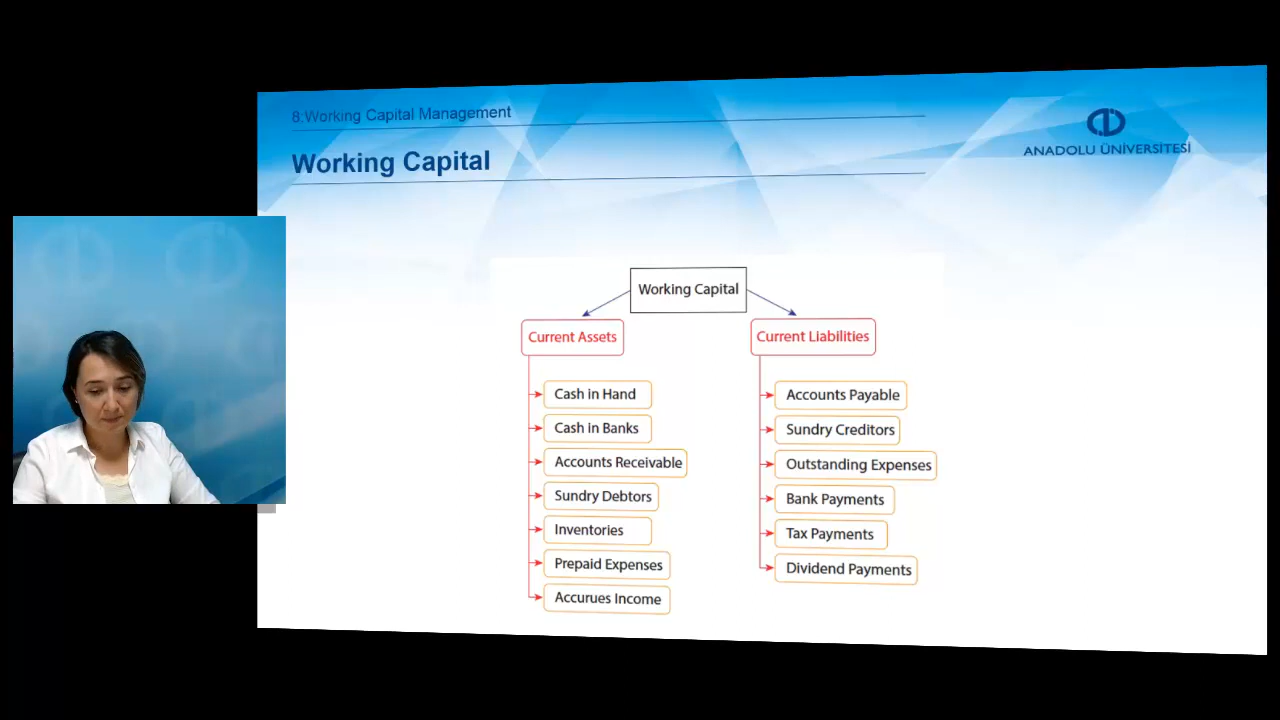 8:Working Capital Management
Working Capital
ANADOLU ÜNİVERSİTESİ
Working Capital
Current Assets
Current Liabilities
Cash in Hand
Cash in Banks
Accounts Receivable
Sundry Debtors
Inventories
Prepaid Expenses
Accurues Income
Accounts Payable
Sundry Creditors
Outstanding Expenses
Bank Payments
Tax Payments
Dividend Payments